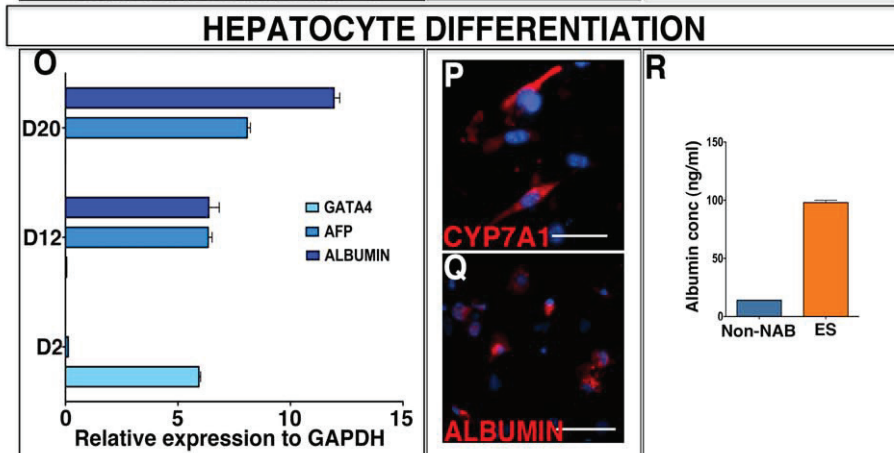 HEPATOCYTE DIFFERENTIATION
O
D20
D12
D2
GATA4
AFP
ALBUMIN
0 5 10 15
Relative expression to GAPDH
P
CYP7A1
Q
ALBUMIN
R
Albumin conc (ng/ml)
150
100
50
0
Non-NAB ES